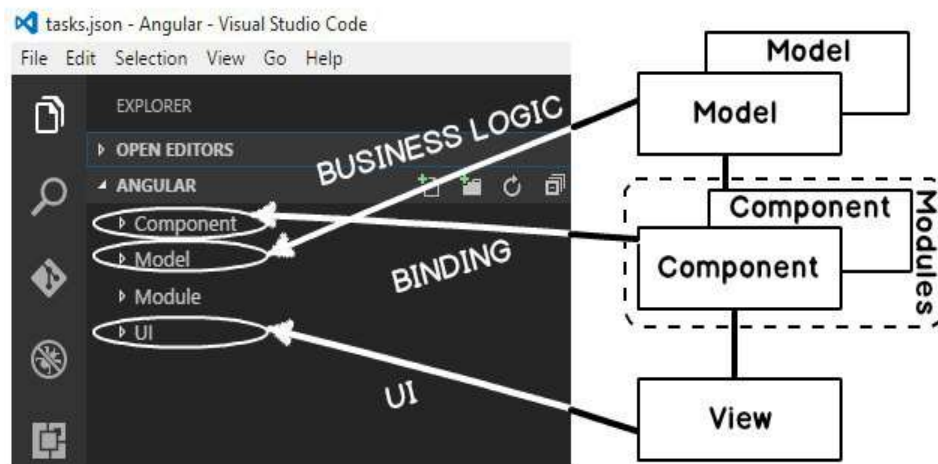 tasks.json - Angular - Visual Studio Code
File Edit Selection View Go Help
EXPLORER
OPEN EDITORS
ANGULAR
Component
Model
Module
UI
BUSINESS LOGIC
BINDING
UI
Model
Model
Component
Component
Modules
View